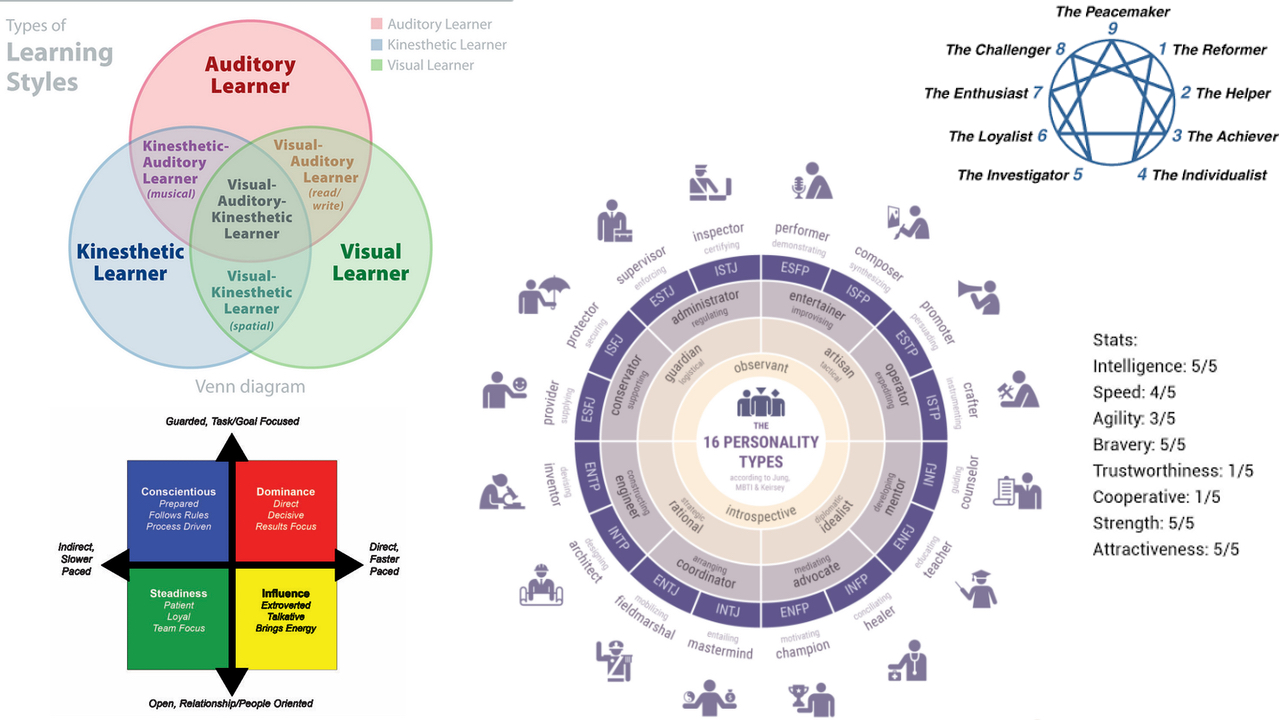 Types of
Learning
Styles
Auditory Learner
Kinesthetic Learner
Visual Learner
Auditory
Learner
Kinesthetic-
Auditory
Learner
(musical)
Visual-
Auditory
Learner
(read/
write)
Visual-
Auditory-
Kinesthetic
Learner
Kinesthetic
Learner
Visual
Learner
Visual-
Kinesthetic
Learner
(spatial)
Venn diagram
Guarded, Task/Goal Focused
Conscientious
Prepared
Follows Rules
Process Driven
Dominance
Direct
Decisive
Results Focus
Indirect,
Slower
Paced
Direct,
Faster
Paced
Steadiness
Patient
Loyal
Team Focus
Influence
Extroverted
Talkative
Brings Energy
Open, Relationship/People Oriented
THE
16 PERSONALITY
TYPES
according to Jung,
MBTI & Keirsey
observant
introspective
guardian
logistical
artisan
tactical
idealist
diplomatic
rational
strategic
administrator
regulating
entertainer
improvising
operator
expediting
mentor
developing
advocate
mediating
coordinator
arranging
engineer
constructing
conservator
supporting
ISTJ
inspector
certifying
ESFP
performer
demonstrating
ISFP
composer
synthesizing
ESTP
promoter
persuading
ISTP
crafter
instrumenting
INFJ
counselor
guiding
ENFJ
teacher
educating
INFP
healer
conciliating
ENFP
champion
motivating
INTJ
mastermind
entailing
ENTJ
fieldmarshal
mobilizing
INTP
architect
designing
ENTP
inventor
devising
ESFJ
provider
supplying
ISFJ
protector
securing
ESTJ
supervisor
enforcing
The Peacemaker
9
The Challenger 8
1 The Reformer
The Enthusiast 7
2 The Helper
The Loyalist 6
3 The Achiever
The Investigator 5
4 The Individualist
Stats:
Intelligence: 5/5
Speed: 4/5
Agility: 3/5
Bravery: 5/5
Trustworthiness: 1/5
Cooperative: 1/5
Strength: 5/5
Attractiveness: 5/5